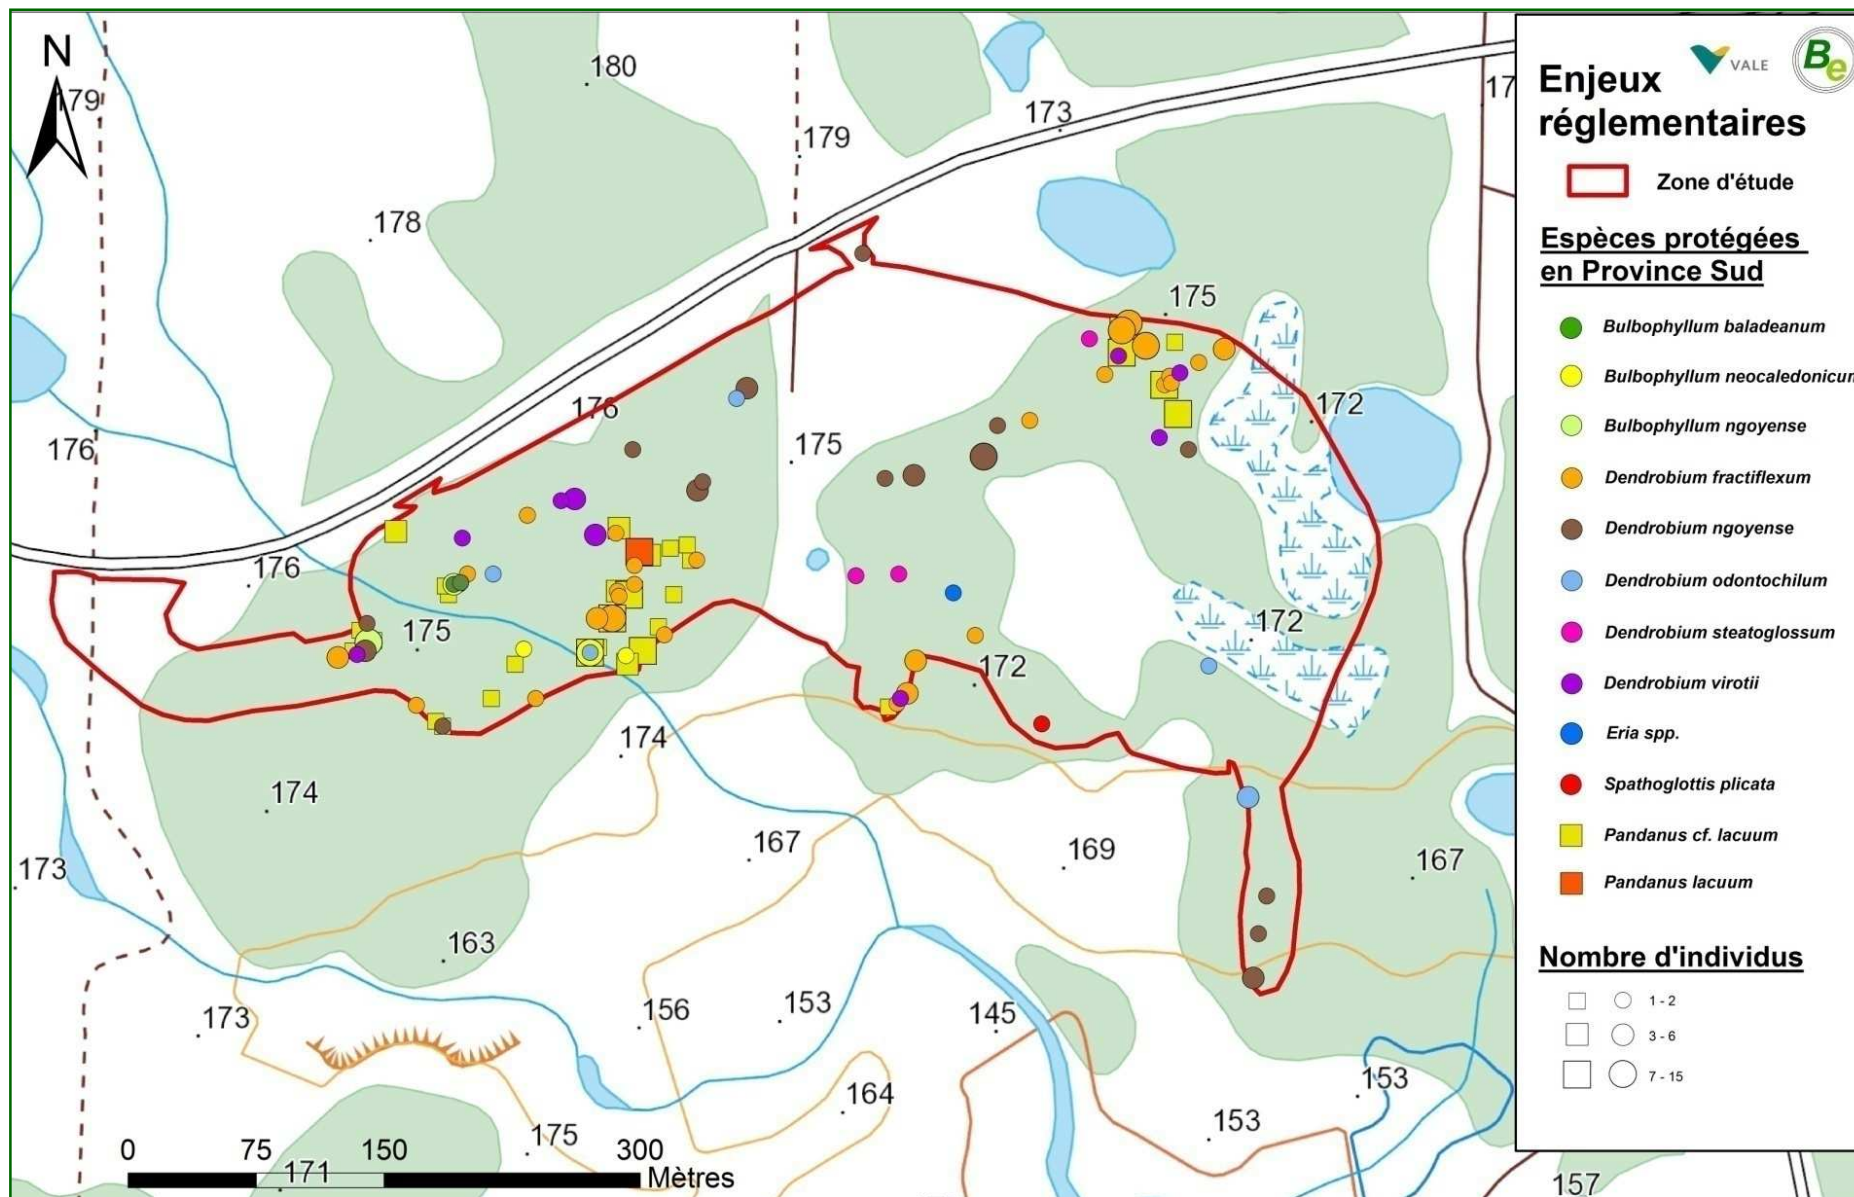 N
180
179
173
17
179
178
175
176
172
176
175
176
175
172
172
174
174
173
167
169
167
163
173
156
153
145
164
153
153
175
171
157
0 75 150 300
Mètres
VALE
Be
Enjeux
réglementaires
Zone d'étude
Espèces protégées
en Province Sud
Bulbophyllum baladeanum
Bulbophyllum neocaledonicum
Bulbophyllum ngoyense
Dendrobium fractiflexum
Dendrobium ngoyense
Dendrobium odontochilum
Dendrobium steatoglossum
Dendrobium virotii
Eria spp.
Spathoglottis plicata
Pandanus cf. lacuum
Pandanus lacuum
Nombre d'individus
1 - 2
3 - 6
7 - 15